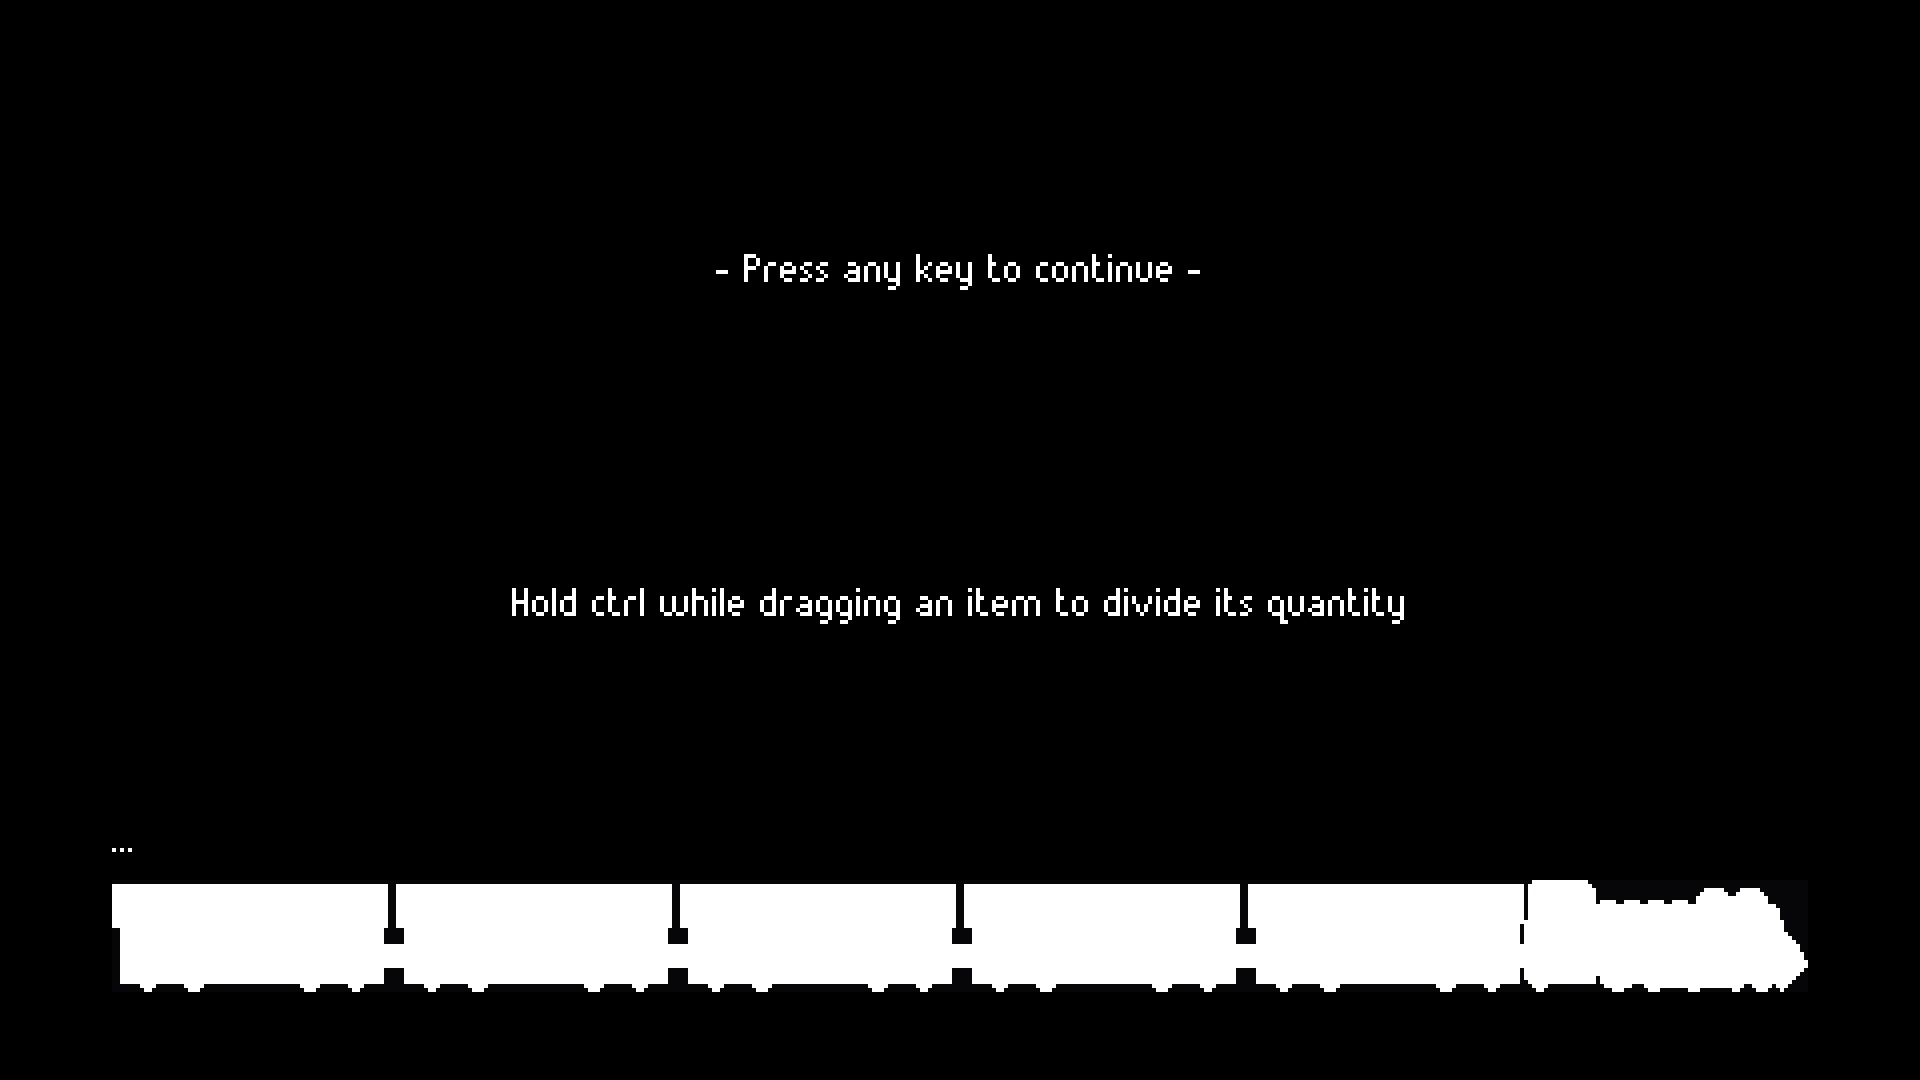 - Press any key to continue -
Hold ctrl while dragging an item to divide its quantity
...